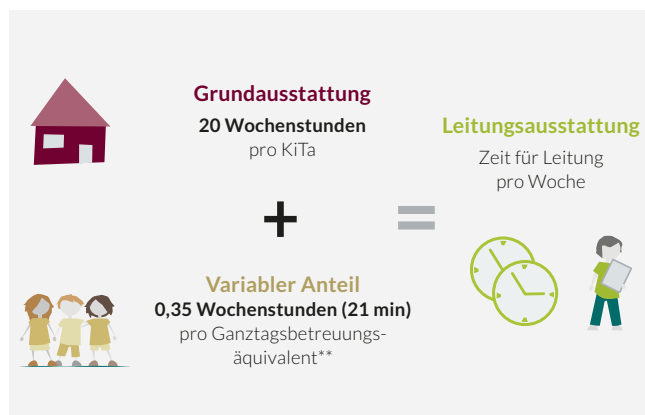 Grundausstattung
20 Wochenstunden
pro KiTa
+
Variabler Anteil
0,35 Wochenstunden (21 min)
pro Ganztagsbetreuungs-
äquivalent**
=
Leitungsausstattung
Zeit für Leitung
pro Woche